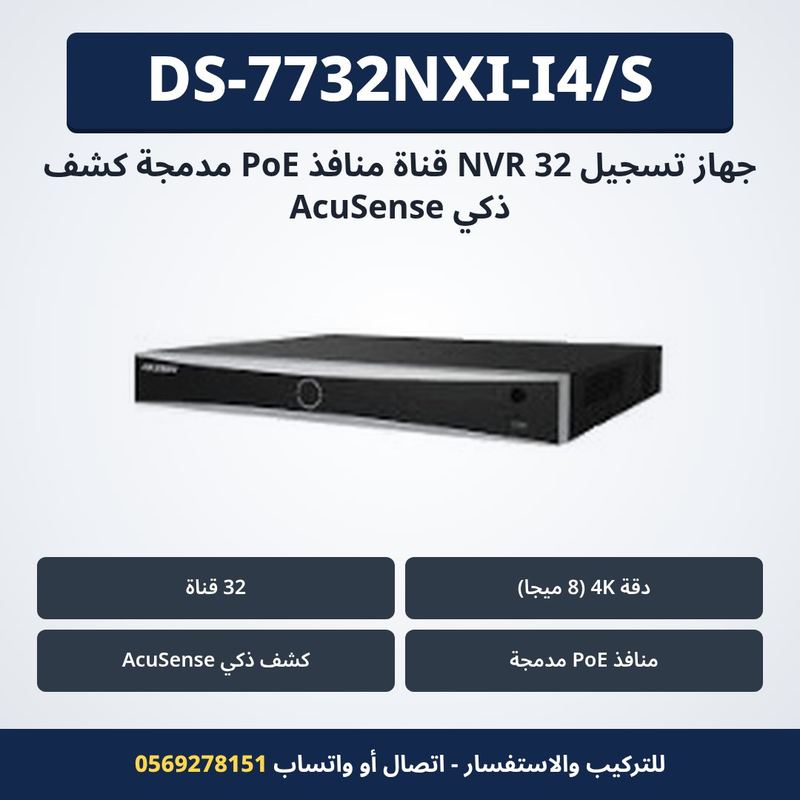 DS-7732NXI-I4/S
جهاز تسجيل NVR 32 قناة منافذ PoE مدمجة كشف
ذكي AcuSense
دقة 4K (8 ميجا)
32 قناة
منافذ PoE مدمجة
كشف ذكي AcuSense
للتركيب والاستفسار - اتصال أو واتساب 0569278151